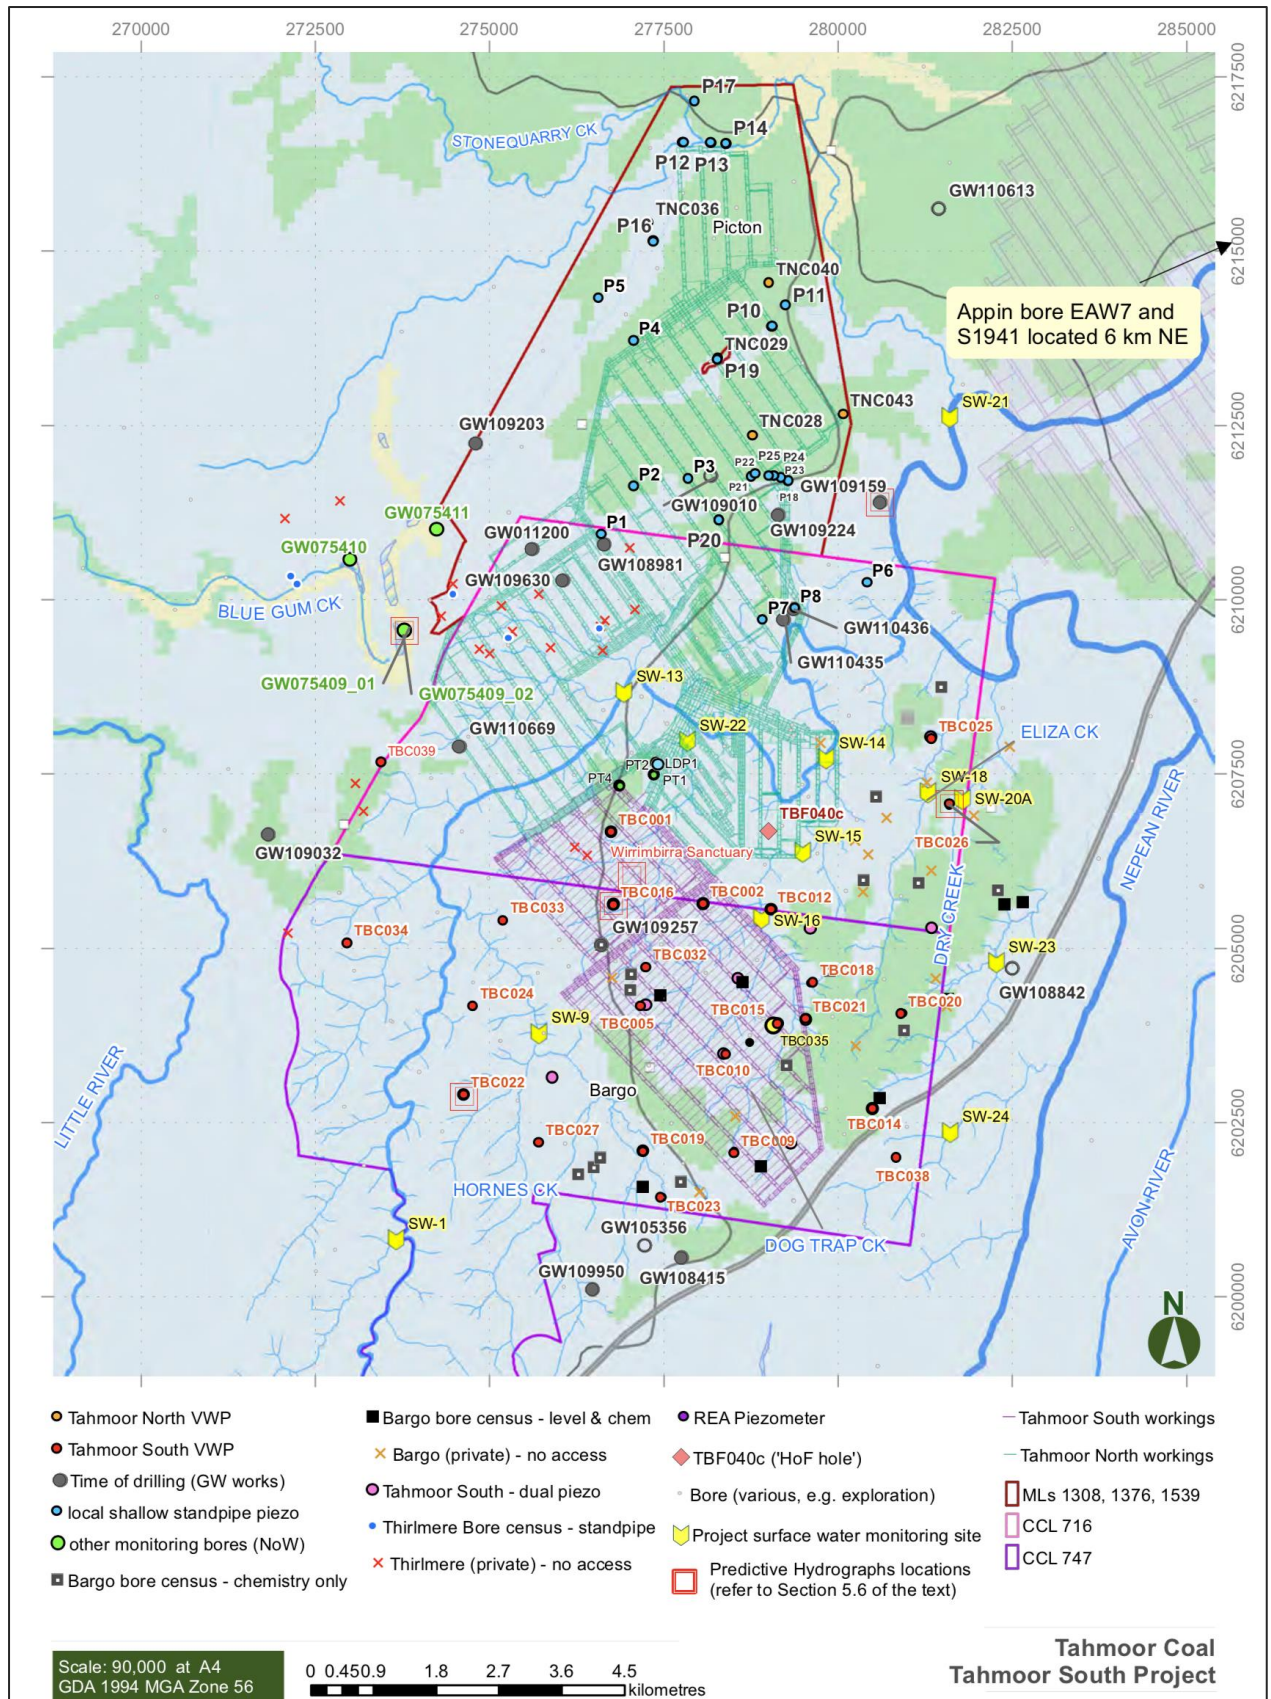 270000 272500 275000 277500 280000 282500 285000
6217500
6215000
6212500
6210000
6207500
6205000
6202500
6200000
P17
STONEQUARRY CK
P14
P12 P13
GW110613
TNC036
P16
Picton
TNC040
P5
P11
P10
Appin bore EAW7 and
S1941 located 6 km NE
P4
TNC029
P19
SW-21
TNC043
GW109203
TNC028
P25
P24
P22
P23
P3
P2
P21
GW109159
P18
GW109010
GW075411
P1
GW109224
GW011200
P20
GW075410
GW108981
P6
GW109630
BLUE GUM CK
P8
P7
GW110436
GW110435
GW075409_01
GW075409_02
SW-13
GW110669
SW-22
TBC025
ELIZA CK
SW-14
TBC039
PT2
LDP1
PT1
PT4
SW-18
SW-20A
TBC001
TBF040c
SW-15
TBC026
GW109032
Wirrimbirra Sanctuary
NEPEAN RIVER
TBC016
TBC002
TBC012
TBC033
SW-16
GW109257
DRY CREEK
TBC034
SW-23
TBC032
TBC018
GW108842
TBC024
TBC020
TBC005
TBC015
TBC021
SW-9
TBC035
TBC010
LITTLE RIVER
TBC022
Bargo
SW-24
TBC014
TBC027
TBC019
TBC009
TBC038
HORNES CK
TBC023
AVON RIVER
SW-1
GW105356
DOG TRAP CK
GW109950
GW108415
N
Tahmoor North VWP
Tahmoor South VWP
Time of drilling (GW works)
local shallow standpipe piezo
other monitoring bores (NoW)
Bargo bore census - chemistry only
Bargo bore census - level & chem
Bargo (private) - no access
Tahmoor South - dual piezo
Thirlmere Bore census - standpipe
Thirlmere (private) - no access
REA Piezometer
TBF040c ('HoF hole')
Bore (various, e.g. exploration)
Project surface water monitoring site
Predictive Hydrographs locations
(refer to Section 5.6 of the text)
Tahmoor South workings
Tahmoor North workings
MLs 1308, 1376, 1539
CCL 716
CCL 747
Scale: 90,000 at A4
GDA 1994 MGA Zone 56
0 0.450.9 1.8 2.7 3.6 4.5
kilometres
Tahmoor Coal
Tahmoor South Project